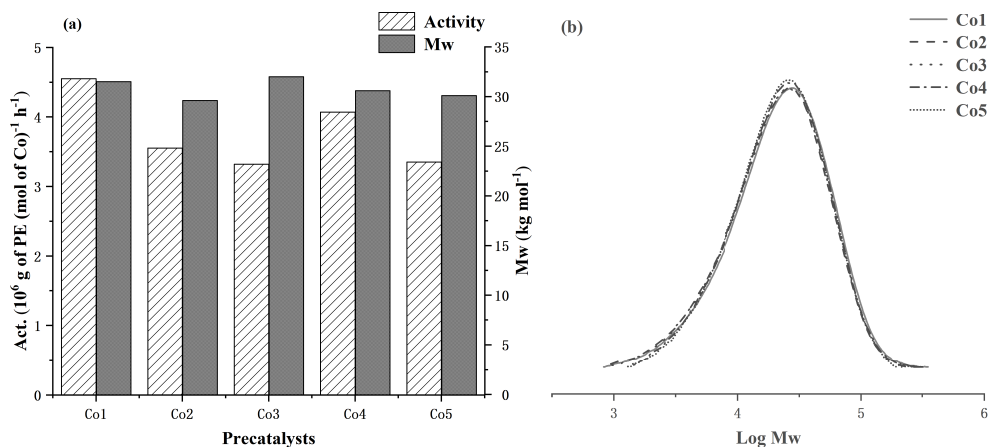 (a)
Activity
Mw
5
4
3
2
1
0
Act. (10⁶ g of PE (mol of Co)⁻¹ h⁻¹)
35
30
25
20
15
10
5
0
Mw (kg mol⁻¹)
Co1 Co2 Co3 Co4 Co5
Precatalysts
(b)
Co1
Co2
Co3
Co4
Co5
3 4 5 6
Log Mw